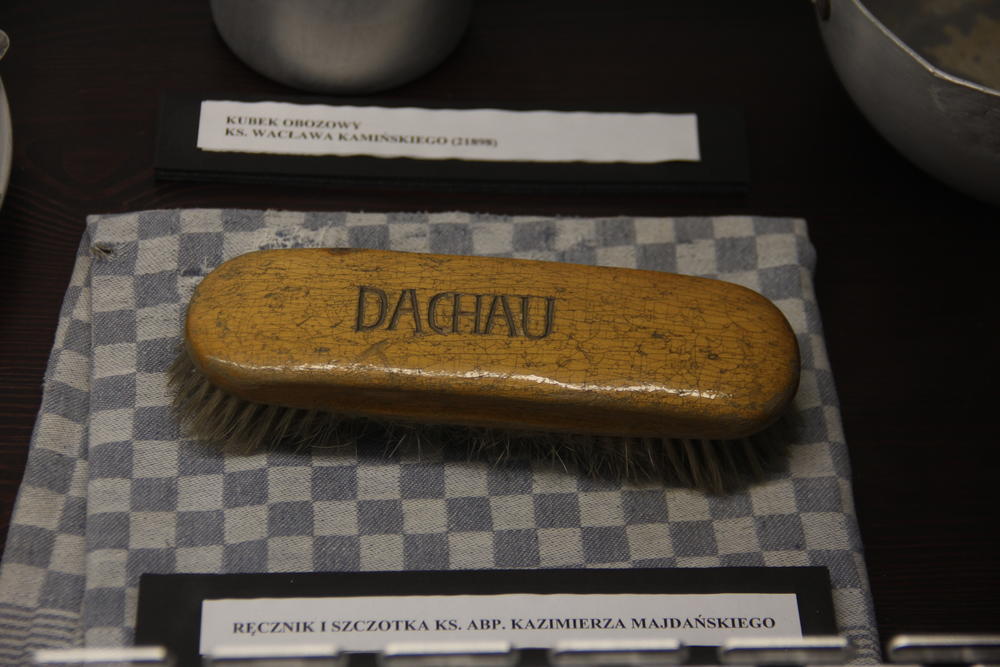 KUBEK OBOZOWY
KS. WACŁAWA KAMIŃSKIEGO (21898)
DACHAU
RĘCZNIK I SZCZOTKA KS. ABP. KAZIMIERZA MAJDAŃSKIEGO